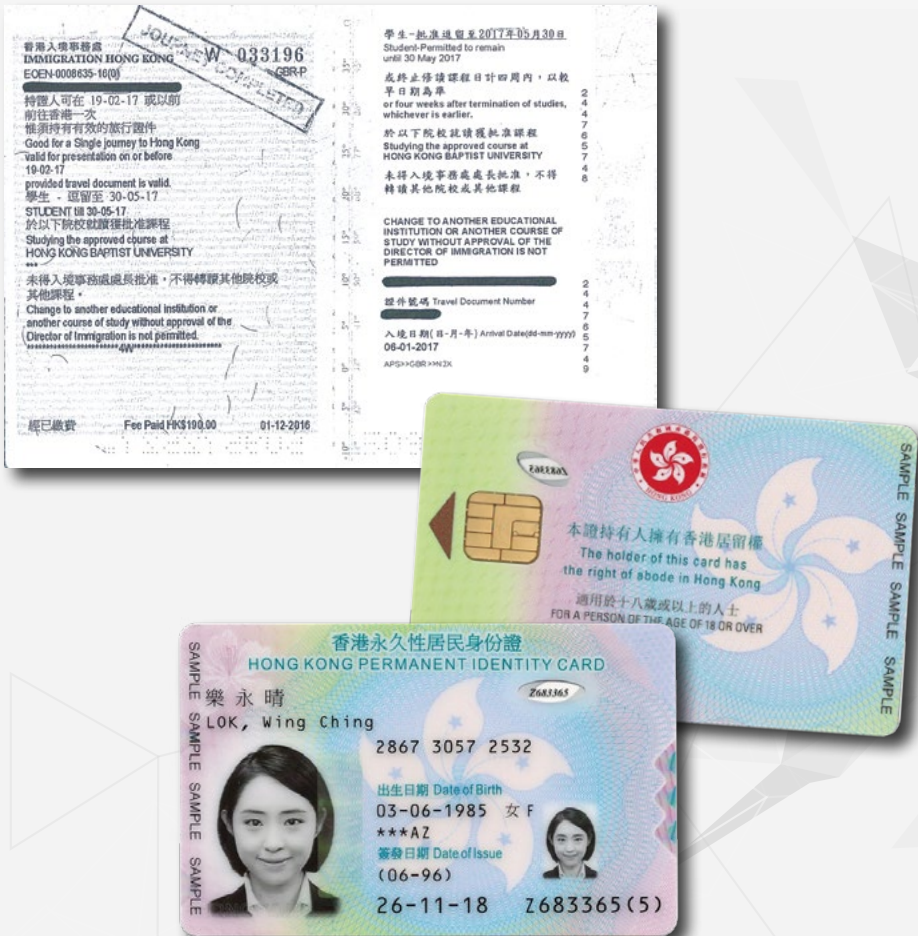 香港入境事務處
IMMIGRATION HONG KONG
W 033196
EOEN-0008635-16(0)
GBR-P
JOURNEY COMPLETED
持證人可在 19-02-17 或以前
前往香港一次
惟須持有有效的旅行證件
Good for a Single journey to Hong Kong
valid for presentation on or before
19-02-17
provided travel document is valid.
學生 - 逗留至 30-05-17
STUDENT till 30-05-17
於以下院校就讀獲批准課程
Studying the approved course at
HONG KONG BAPTIST UNIVERSITY
***
未得入境事務處處長批准，不得轉讀其他院校或
其他課程。
Change to another educational institution or
another course of study without approval of the
Director of Immigration is not permitted.
4W
經已繳費 Fee Paid HK$190.00 01-12-2016
學生-批准逗留至2017年05月30日
Student-Permitted to remain
until 30 May 2017
或終止修讀課程日計四周內，以較
早日期為準
or four weeks after termination of studies,
whichever is earlier.
於以下院校就讀獲批准課程
Studying the approved course at
HONG KONG BAPTIST UNIVERSITY
未得入境事務處處長批准，不得
轉讀其他院校或其他課程
CHANGE TO ANOTHER EDUCATIONAL
INSTITUTION OR ANOTHER COURSE OF
STUDY WITHOUT APPROVAL OF THE
DIRECTOR OF IMMIGRATION IS NOT
PERMITTED
證件號碼 Travel Document Number
入境日期(日-月-年) Arrival Date(dd-mm-yyyy)
06-01-2017
APS>>GBR>>N2X
244765748
244765749
Z683365
HONG KONG
本證持有人擁有香港居留權
The holder of this card has
the right of abode in Hong Kong
適用於十八歲或以上的人士
FOR A PERSON OF THE AGE OF 18 OR OVER
SAMPLE SAMPLE SAMPLE SAMPLE
香港永久性居民身份證
HONG KONG PERMANENT IDENTITY CARD
Z683365
樂永晴
LOK, Wing Ching
2867 3057 2532
出生日期 Date of Birth
03-06-1985 女 F
***AZ
簽發日期 Date of Issue
(06-96)
26-11-18 Z683365(5)
SAMPLE SAMPLE SAMPLE SAMPLE